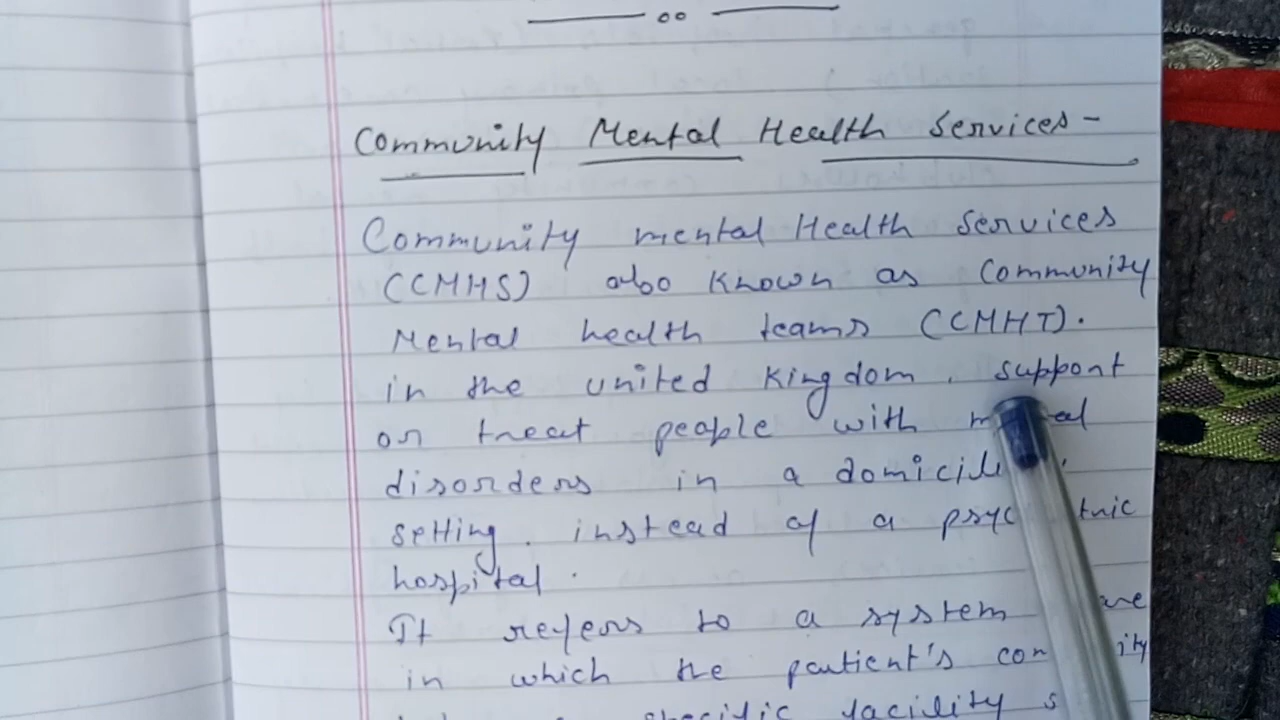 Community Mental Health Services -
Community mental Health Services
(CMHS) also known as Community
Mental health teams (CMHT).
in the united kingdom. support
or treat people with
disorders in a
setting. instead of a
hospital.
It refers to a system
in which the patient's
specific facility